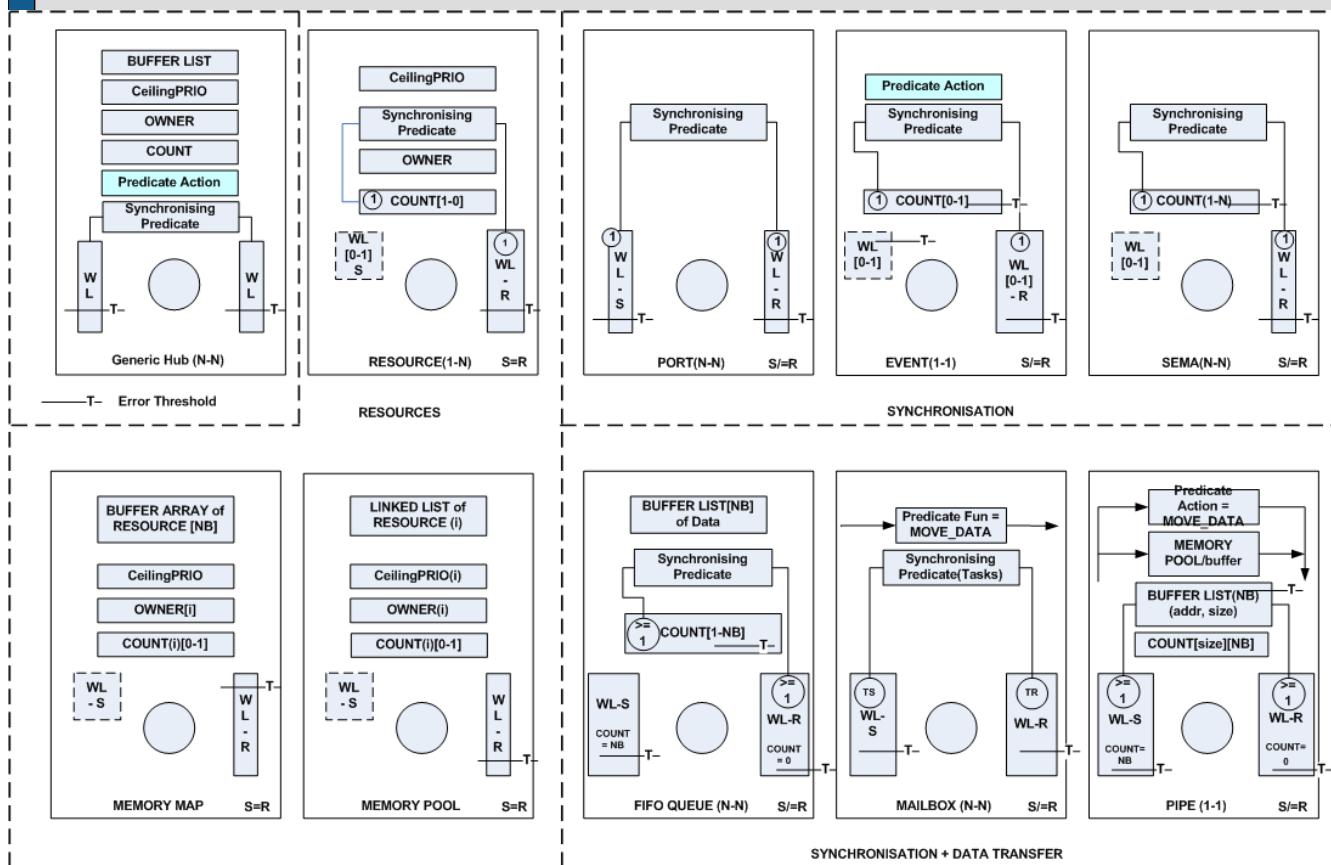 BUFFER LIST
CeilingPRIO
OWNER
COUNT
Predicate Action
Synchronising
Predicate
W
L
W
L
T
T
Generic Hub (N-N)
T Error Threshold
CeilingPRIO
Synchronising
Predicate
OWNER
1 COUNT[1-0]
WL
[0-1]
S
1
WL
-
R
T
RESOURCE(1-N) S=R
RESOURCES
Synchronising
Predicate
1
W
L
-
S
T
1
W
L
-
R
T
PORT(N-N) S/=R
Predicate Action
Synchronising
Predicate
1 COUNT[0-1] T
WL
[0-1]
T
1
WL
[0-1]
- R
T
EVENT(1-1) S/=R
Synchronising
Predicate
1 COUNT(1-N) T
WL
[0-1]
1
W
L
-
R
T
SEMA(N-N) S/=R
SYNCHRONISATION
BUFFER ARRAY of
RESOURCE [NB]
CeilingPRIO
OWNER[i]
COUNT(i)[0-1]
WL
- S
T
W
L
-
R
MEMORY MAP S=R
LINKED LIST of
RESOURCE (i)
CeilingPRIO(i)
OWNER(i)
COUNT(i)[0-1]
WL
- S
W
L
-
R
T
MEMORY POOL S=R
BUFFER LIST[NB]
of Data
Synchronising
Predicate
>=
1
COUNT[1-NB]
T
WL-S
COUNT
= NB
T
>=
1
WL-R
COUNT
= 0
T
FIFO QUEUE (N-N) S/=R
Predicate Fun =
MOVE_DATA
Synchronising
Predicate(Tasks)
TS
WL-
S
T
TR
WL-R
T
MAILBOX (N-N) S/=R
Predicate
Action =
MOVE_DATA
MEMORY
POOL/buffer
T
BUFFER LIST(NB)
(addr, size)
COUNT[size][NB]
>=
1
WL-S
COUNT=
NB
T
>=
1
WL-R
COUNT=
0
T
PIPE (1-1) S/=R
SYNCHRONISATION + DATA TRANSFER